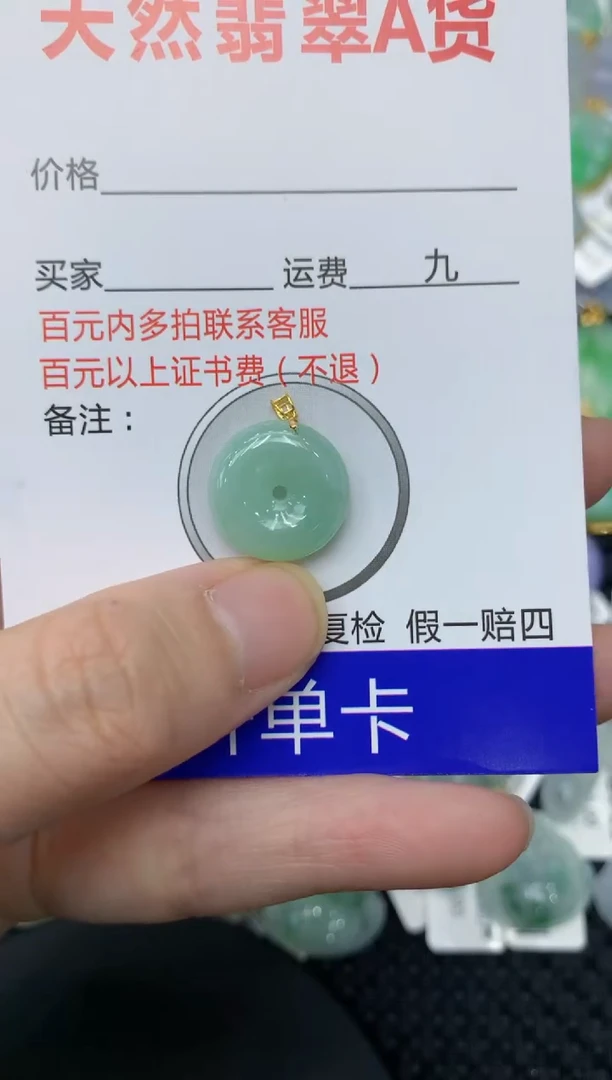 天然翡翠A货
价格
买家 运费 九
百元内多拍联系客服
百元以上证书费（不退）
备注：
复检 假一赔四
单卡